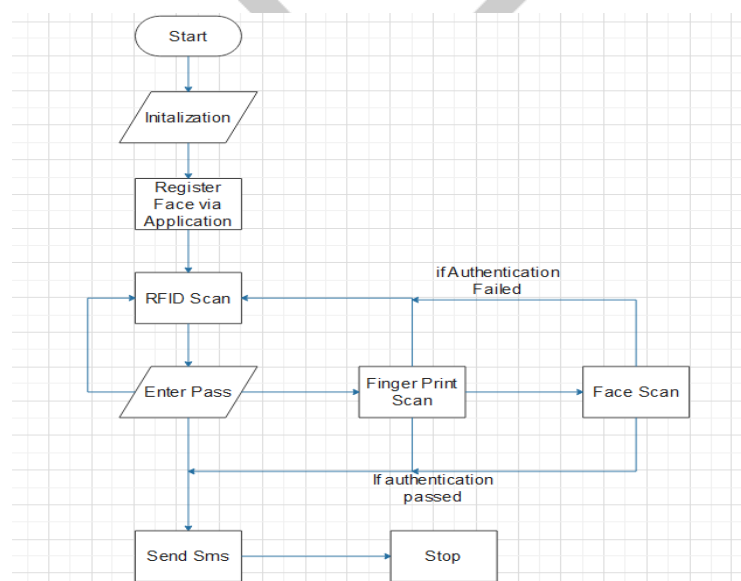 Start
Initalization
Register
Face via
Application
RFID Scan
if Authentication
Failed
Enter Pass
Finger Print
Scan
Face Scan
If authentication
passed
Send Sms
Stop